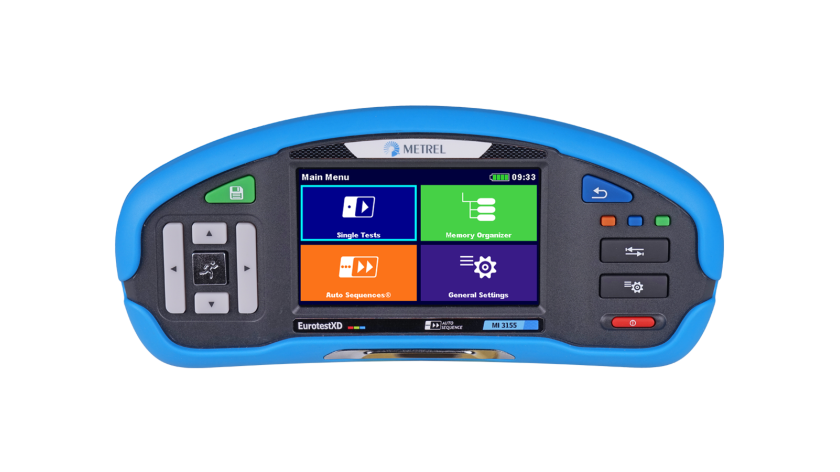 METREL
Main Menu
09:33
Single Tests
Memory Organizer
Auto Sequences®
General Settings
EurotestXD
AUTO
SEQUENCE
MI 3155